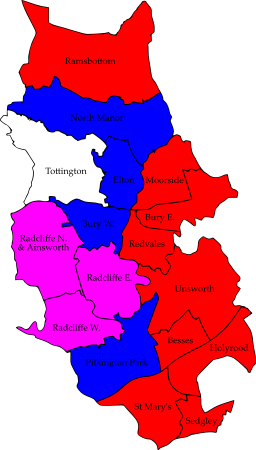 Ramsbottom
North Manor
Tottington
Elton
Moorside
Bury E.
Bury W.
Redvales
Radcliffe N.
& Ainsworth
Radcliffe E.
Unsworth
Radcliffe W.
Besses
Holyrood
Pilkington Park
St Mary's
Sedgley